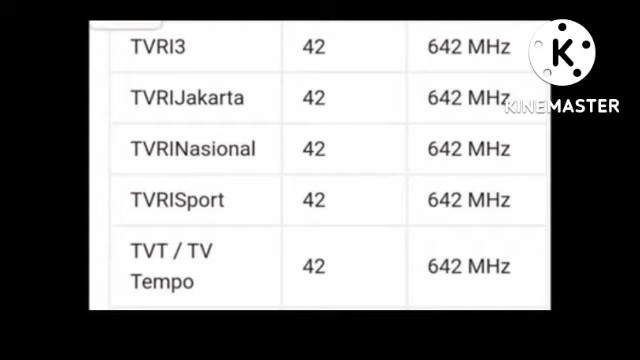 TVRI3 42 642 MHz
TVRIJakarta 42 642 MHz
TVRINasional 42 642 MHz
TVRISport 42 642 MHz
TVT / TV
Tempo 42 642 MHz
K
KINEMASTER